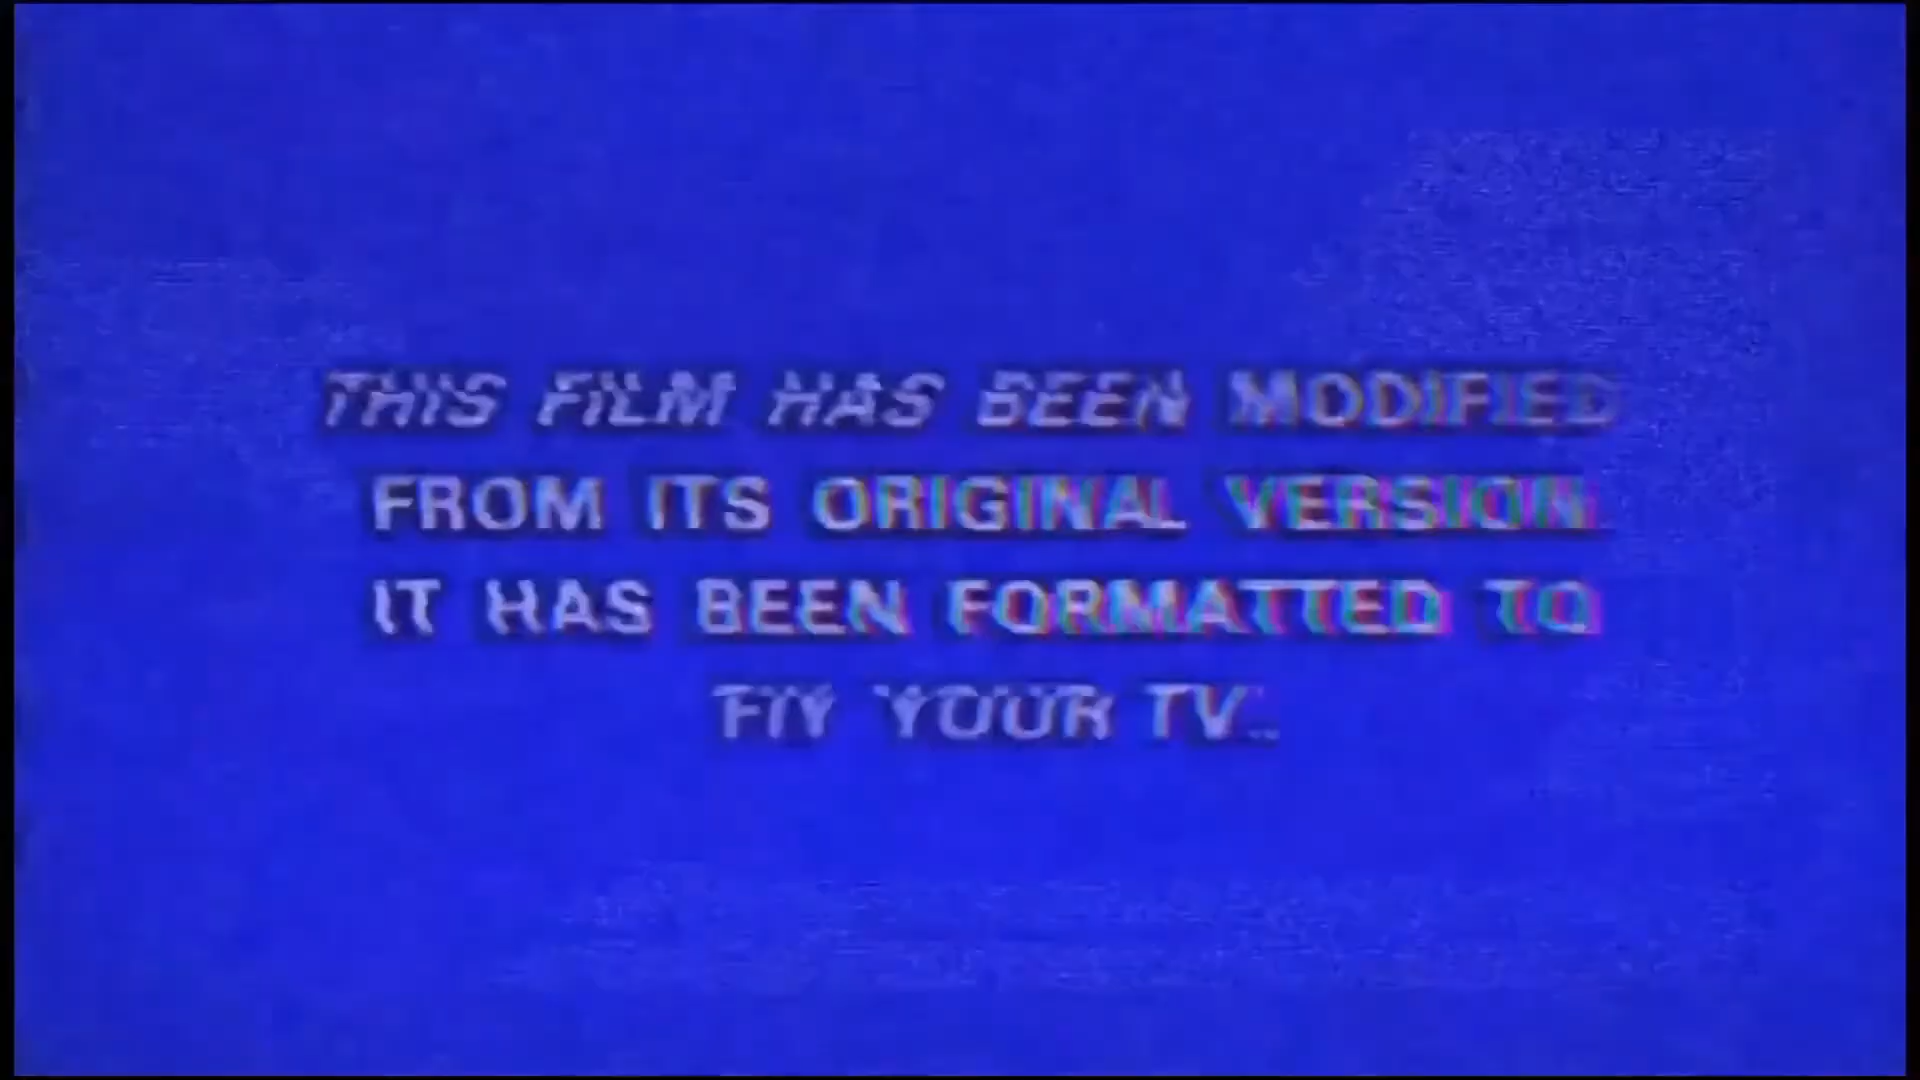 THIS FILM HAS BEEN MODIFIED
FROM ITS ORIGINAL VERSION.
IT HAS BEEN FORMATTED TO
FIT YOUR TV..